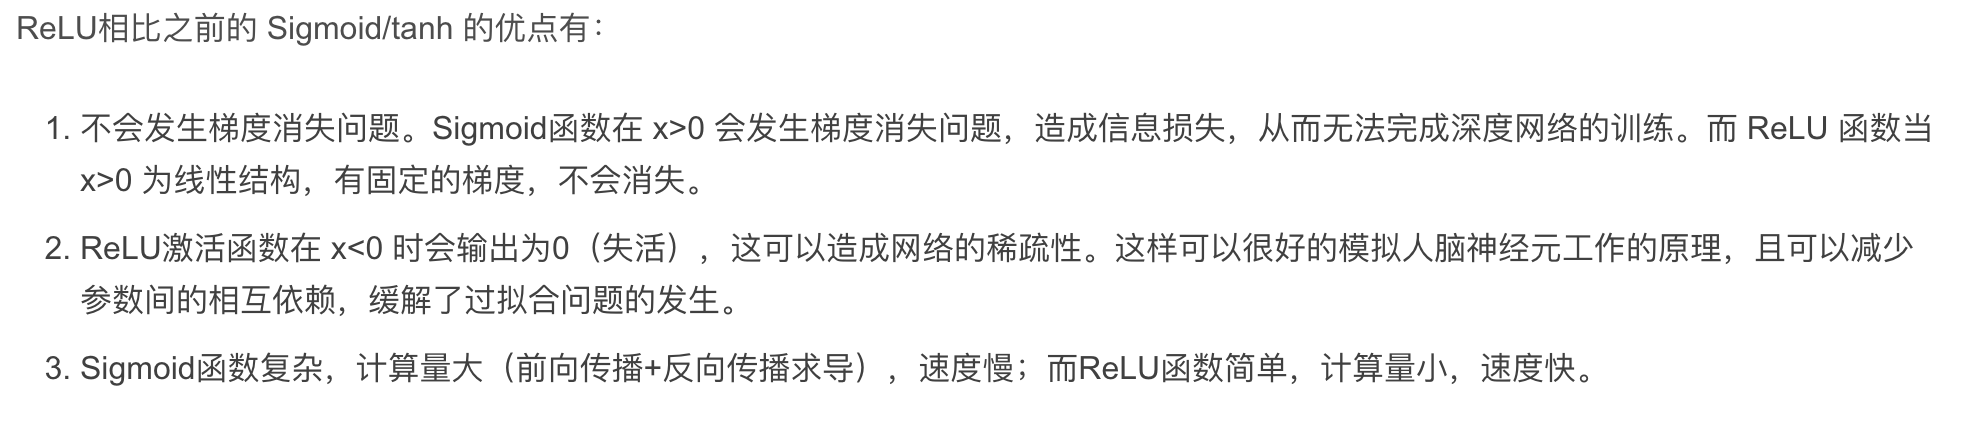 ReLU相比之前的 Sigmoid/tanh 的优点有：
1. 不会发生梯度消失问题。Sigmoid函数在 x>0 会发生梯度消失问题，造成信息损失，从而无法完成深度网络的训练。而 ReLU 函数当
x>0 为线性结构，有固定的梯度，不会消失。
2. ReLU激活函数在 x<0 时会输出为0（失活），这可以造成网络的稀疏性。这样可以很好的模拟人脑神经元工作的原理，且可以减少
参数间的相互依赖，缓解了过拟合问题的发生。
3. Sigmoid函数复杂，计算量大（前向传播+反向传播求导），速度慢；而ReLU函数简单，计算量小，速度快。